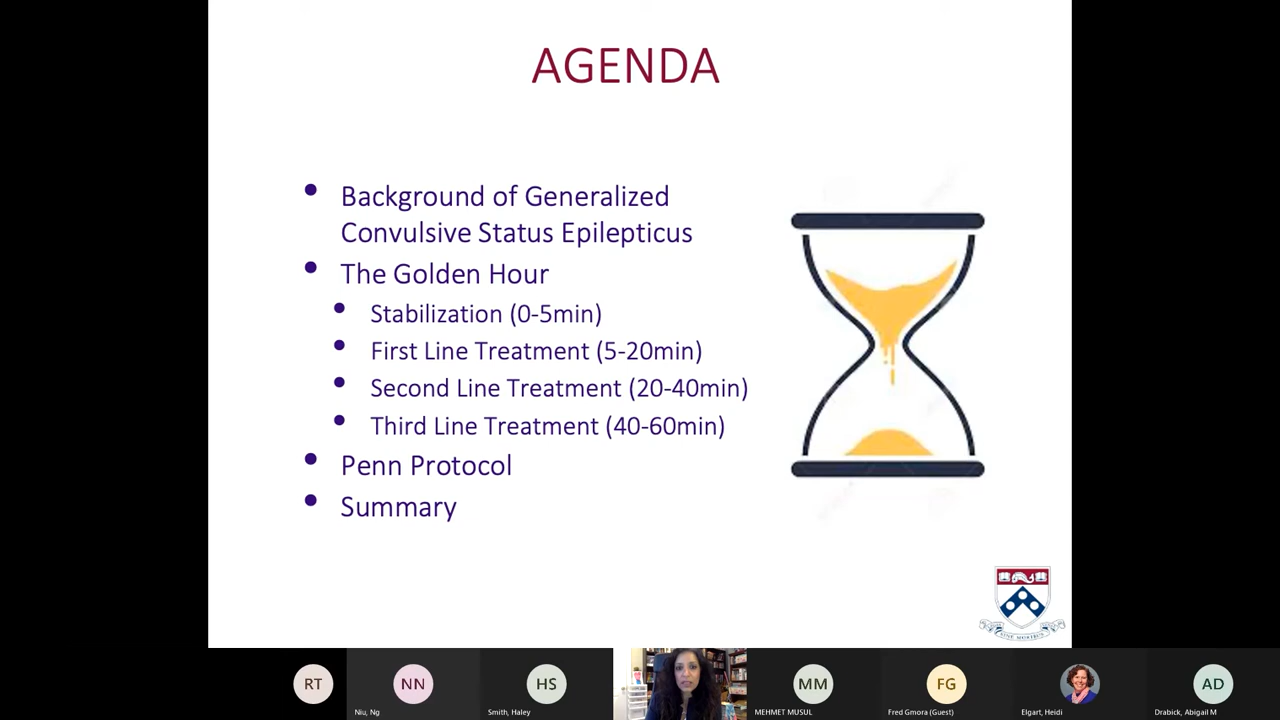 AGENDA
• Background of Generalized
Convulsive Status Epilepticus
• The Golden Hour
• Stabilization (0-5min)
• First Line Treatment (5-20min)
• Second Line Treatment (20-40min)
• Third Line Treatment (40-60min)
• Penn Protocol
• Summary
RT
NN
HS
MM
FG
AD
Niu, Ng
Smith, Haley
MEHMET MUSUL
Fred Gmora (Guest)
Elgart, Heidi
Drabick, Abigail M